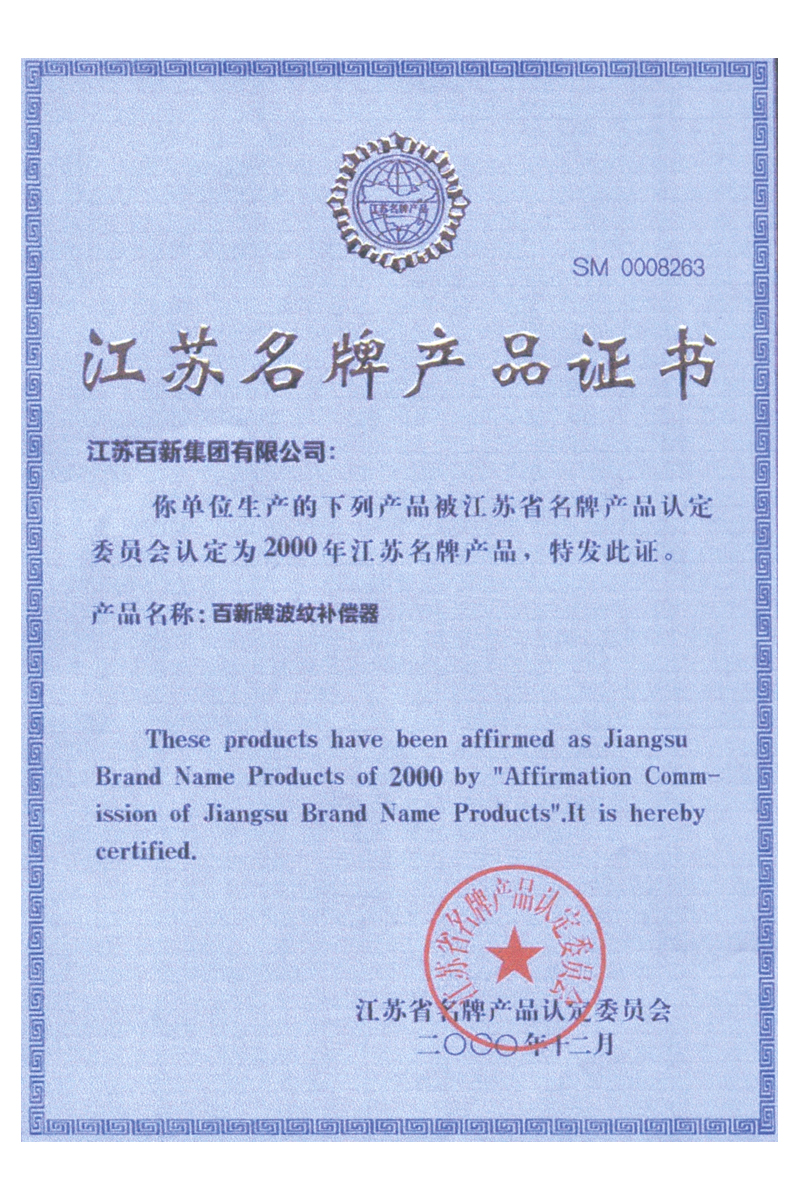 江苏名牌产品
SM 0008263
江苏名牌产品证书
江苏百新集团有限公司:
你单位生产的下列产品被江苏省名牌产品认定
委员会认定为2000年江苏名牌产品，特发此证。
产品名称:百新牌波纹补偿器
These products have been affirmed as Jiangsu
Brand Name Products of 2000 by "Affirmation Comm-
ission of Jiangsu Brand Name Products".It is hereby
certified.
江苏省名牌产品认定委员会
江苏省名牌产品认定委员会
二〇〇〇年十二月